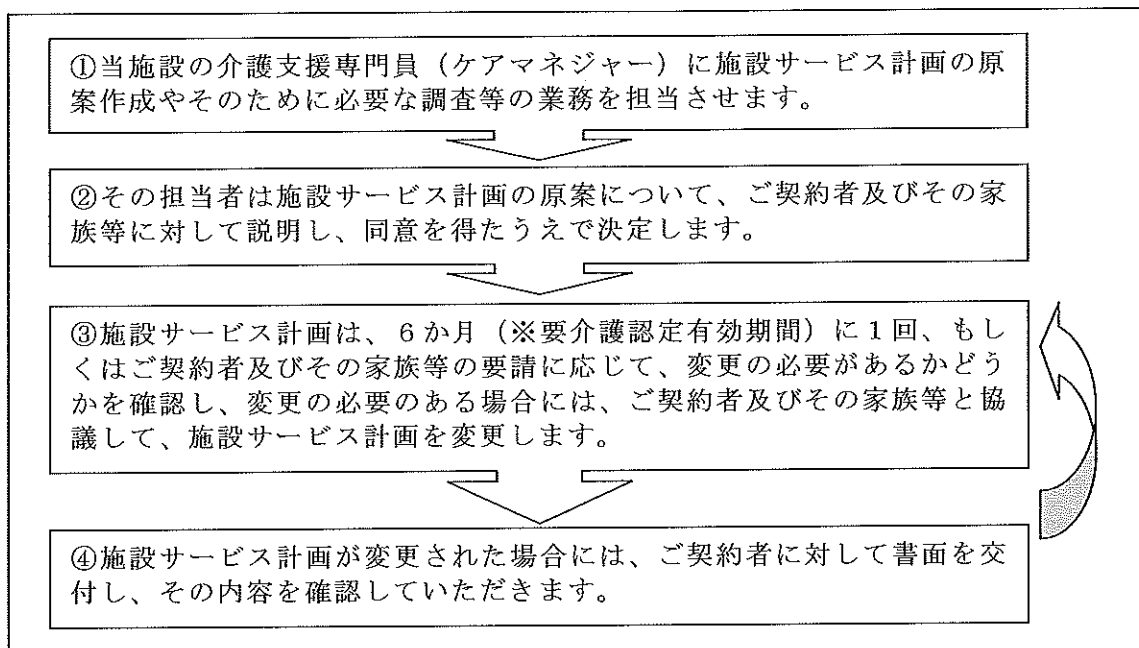 ①当施設の介護支援専門員（ケアマネジャー）に施設サービス計画の原
案作成やそのために必要な調査等の業務を担当させます。
②その担当者は施設サービス計画の原案について、ご契約者及びその家
族等に対して説明し、同意を得たうえで決定します。
③施設サービス計画は、６か月（※要介護認定有効期間）に１回、もし
くはご契約者及びその家族等の要請に応じて、変更の必要があるかどう
かを確認し、変更の必要のある場合には、ご契約者及びその家族等と協
議して、施設サービス計画を変更します。
④施設サービス計画が変更された場合には、ご契約者に対して書面を交
付し、その内容を確認していただきます。